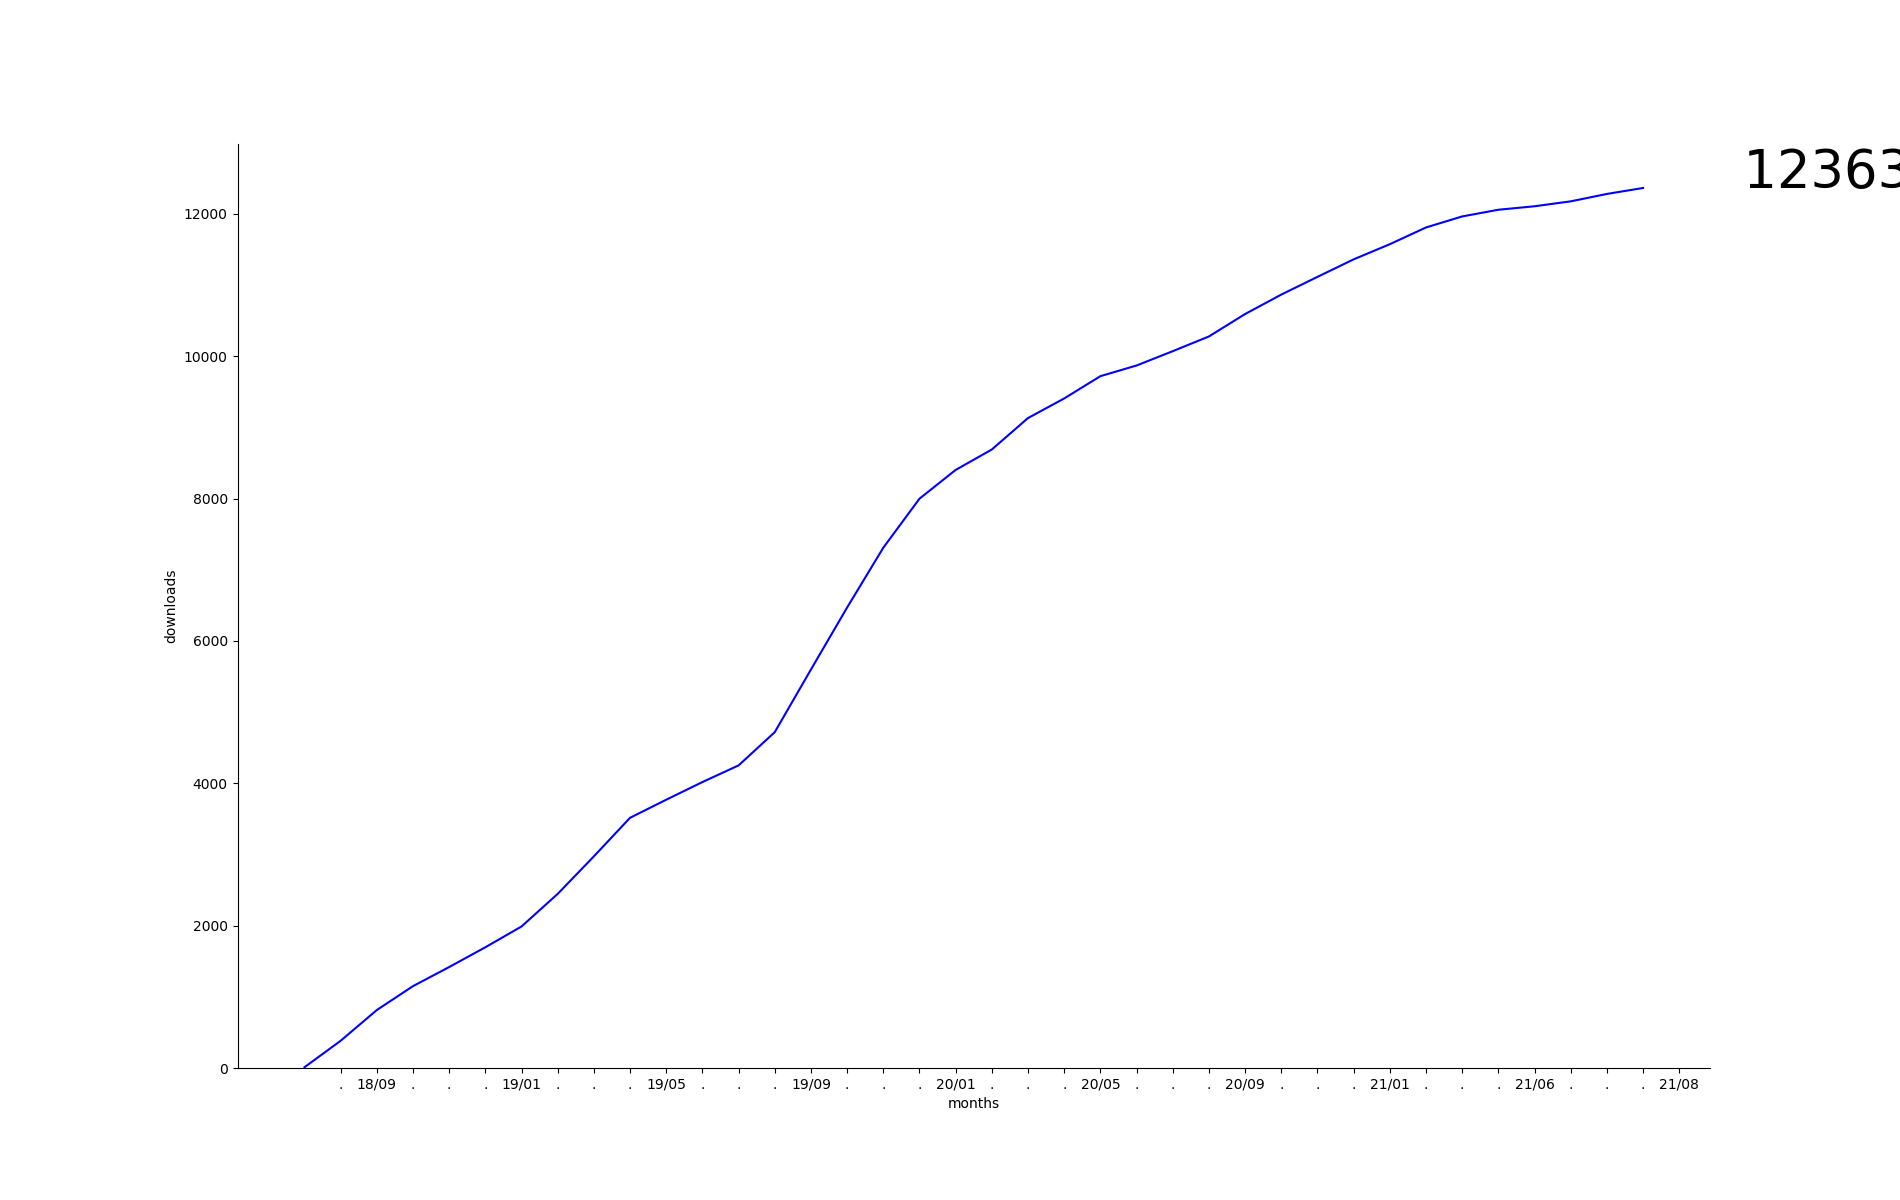 12363
12000
10000
8000
6000
4000
2000
0
downloads
. 18/09 . . . 19/01 . . . 19/05 . . . 19/09 . . . 20/01 . . . 20/05 . . . 20/09 . . . 21/01 . . . 21/06 . . . 21/08
months